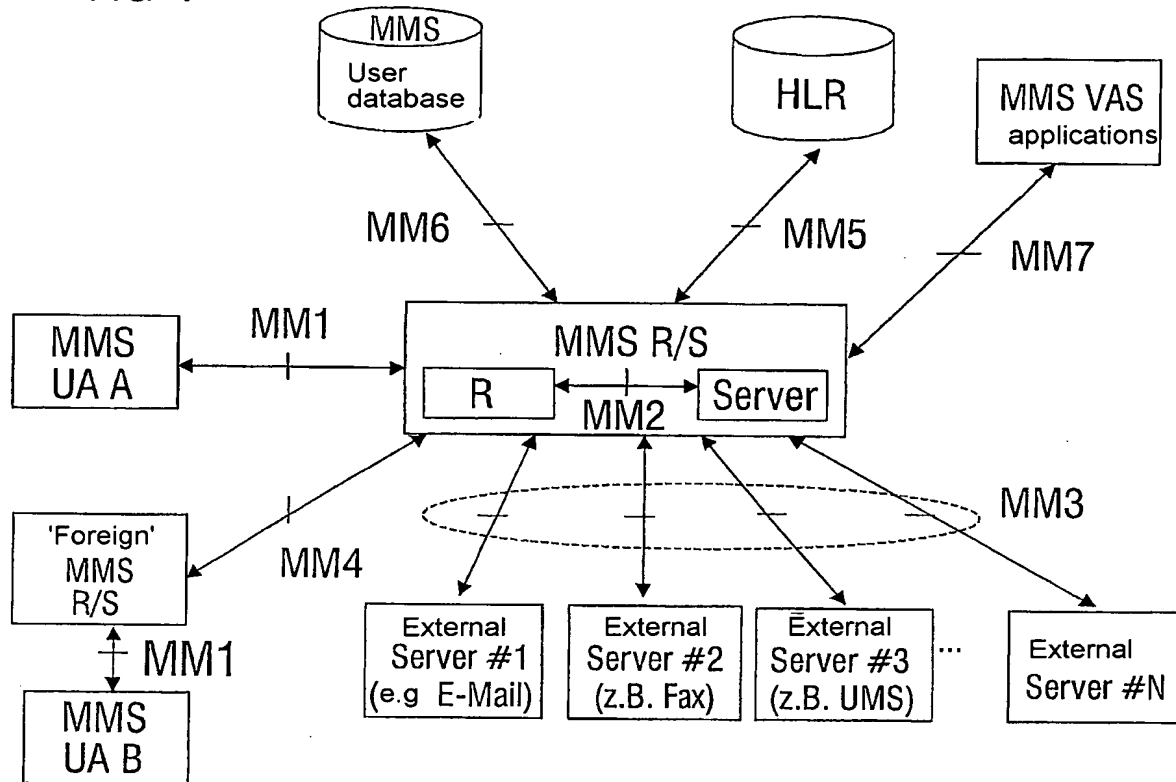 MMS
User
database
HLR
MMS VAS
applications
MM6
MM5
MM7
MMS
UA A
MM1
MMS R/S
R
Server
MM2
MM3
'Foreign'
MMS
R/S
MM4
MM1
MMS
UA B
External
Server #1
(e.g E-Mail)
External
Server #2
(z.B. Fax)
External
Server #3
(z.B. UMS)
...
External
Server #N